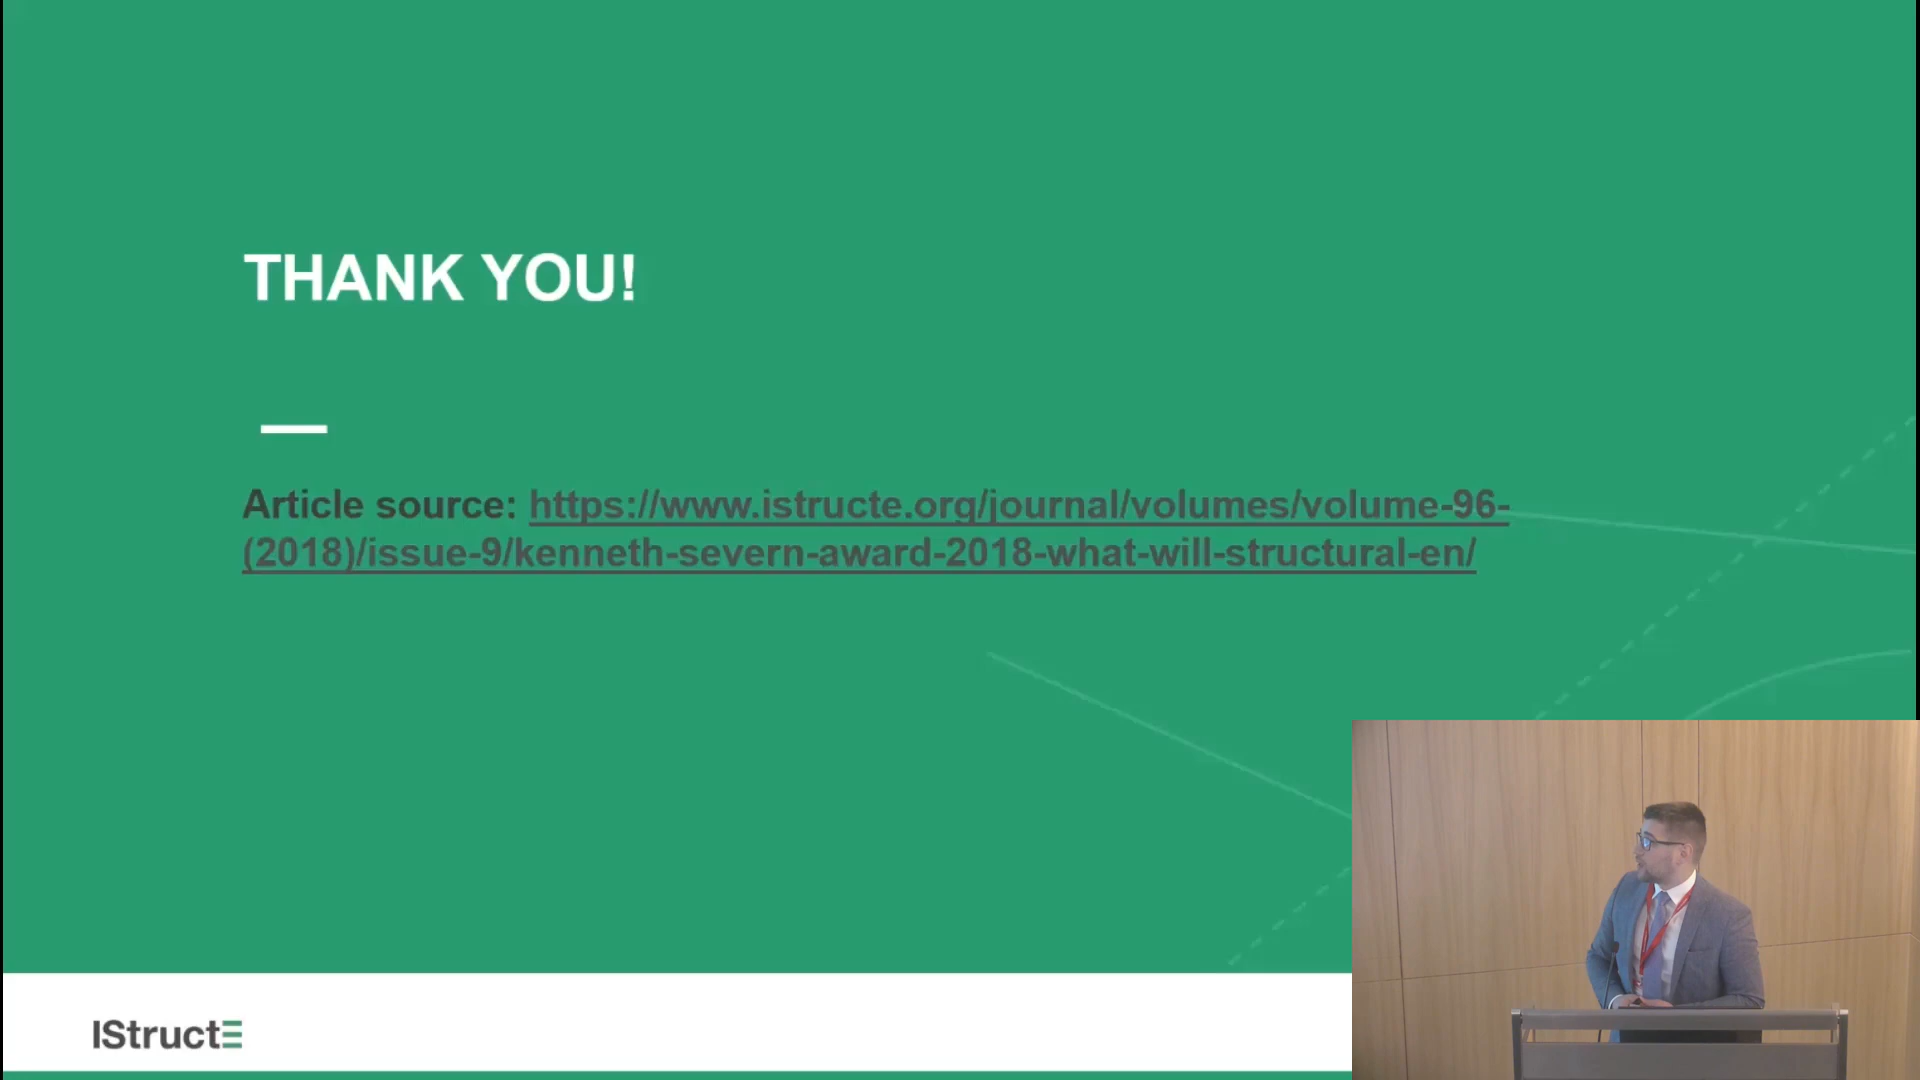 THANK YOU!
Article source: https://www.istructe.org/journal/volumes/volume-96-
(2018)/issue-9/kenneth-severn-award-2018-what-will-structural-en/
IStructE